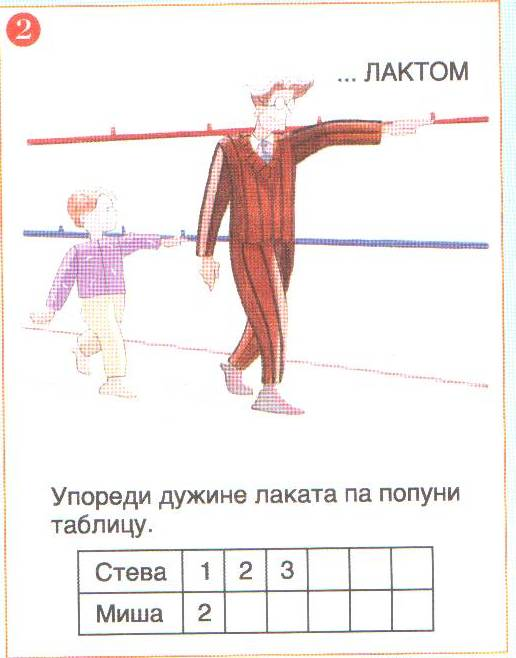 2
... ЛАКТОМ
Упореди дужине лаката па попуни
таблицу.
Стева 1 2 3
Миша 2